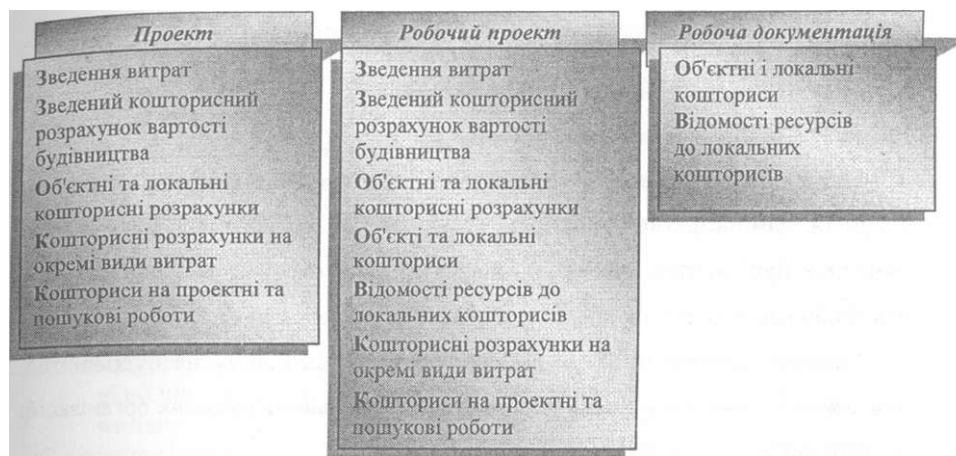 Проект
Зведення витрат
Зведений кошторисний
розрахунок вартості
будівництва
Об'єктні та локальні
кошторисні розрахунки
Кошторисні розрахунки на
окремі види витрат
Кошториси на проектні та
пошукові роботи
Робочий проект
Зведення витрат
Зведений кошторисний
розрахунок вартості
будівництва
Об'єктні та локальні
кошторисні розрахунки
Об'єкті та локальні
кошториси
Відомості ресурсів до
локальних кошторисів
Кошторисні розрахунки на
окремі види витрат
Кошториси на проектні та
пошукові роботи
Робоча документація
Об'єктні і локальні
кошториси
Відомості ресурсів
до локальних
кошторисів